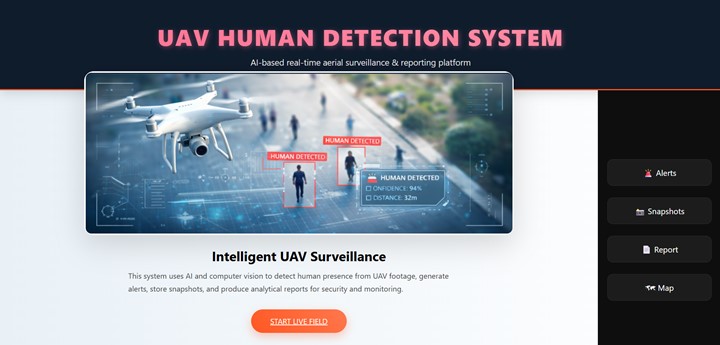 UAV HUMAN DETECTION SYSTEM
AI-based real-time aerial surveillance & reporting platform
HUMAN DETECTED
HUMAN DETECTED
HUMAN DETECTED
ONFIDENCE: 94%
DISTANCE: 32m
Alerts
Snapshots
Report
Map
Intelligent UAV Surveillance
This system uses AI and computer vision to detect human presence from UAV footage, generate
alerts, store snapshots, and produce analytical reports for security and monitoring.
START LIVE FIELD